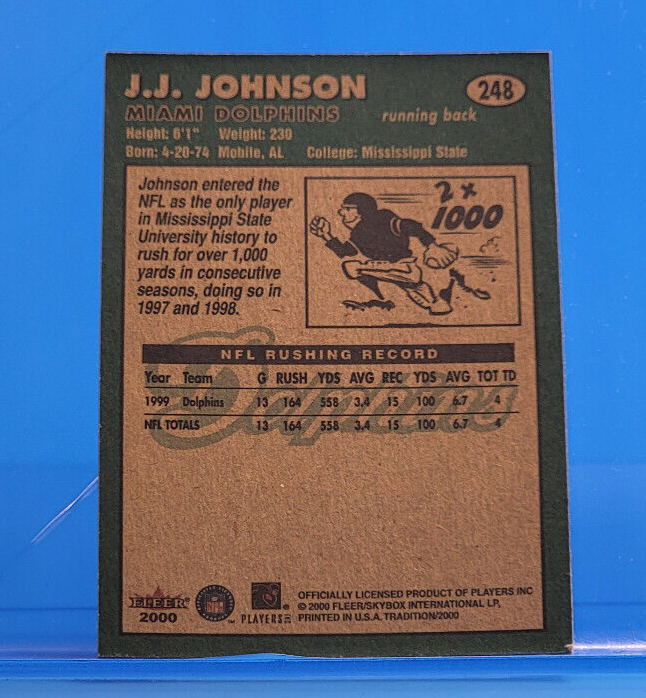 J.J. JOHNSON
248
MIAMI DOLPHINS running back
Height: 6'1" Weight: 230
Born: 4-20-74 Mobile, AL College: Mississippi State
Johnson entered the
NFL as the only player
in Mississippi State
University history to
rush for over 1,000
yards in consecutive
seasons, doing so in
1997 and 1998.
2 x
1000
NFL RUSHING RECORD
Year Team G RUSH YDS AVG REC YDS AVG TOT TD
1999 Dolphins 13 164 558 3.4 15 100 6.7 4
NFL TOTALS 13 164 558 3.4 15 100 6.7 4
Dolphins
FLEER
2000
NFL
PLAYERS
OFFICIALLY LICENSED PRODUCT OF PLAYERS INC
© 2000 FLEER/SKYBOX INTERNATIONAL LP,
PRINTED IN U.S.A. TRADITION/2000